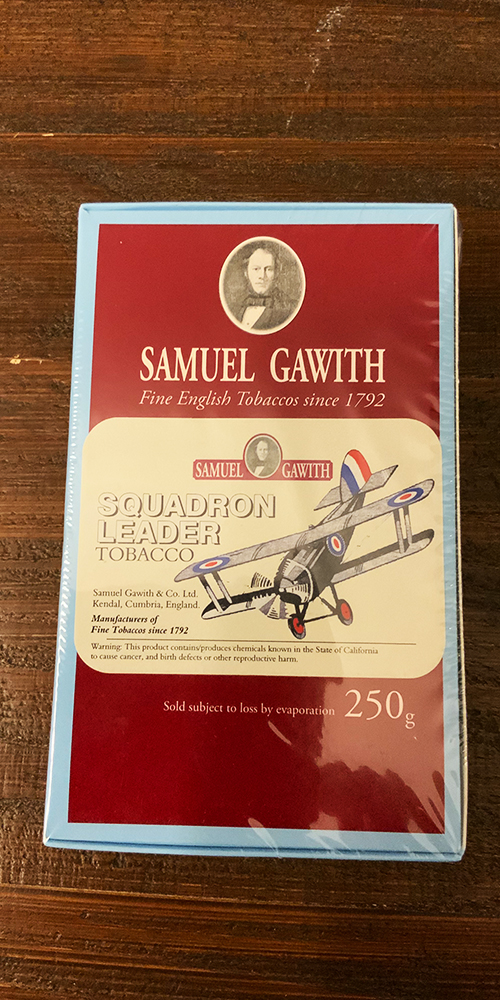 SAMUEL GAWITH
Fine English Tobaccos since 1792
SAMUEL GAWITH
SQUADRON
LEADER
TOBACCO
Samuel Gawith & Co. Ltd.
Kendal, Cumbria, England.
Manufacturers of
Fine Tobaccos since 1792
Warning: This product contains/produces chemicals known in the State of California
to cause cancer, and birth defects or other reproductive harm.
Sold subject to loss by evaporation 250g